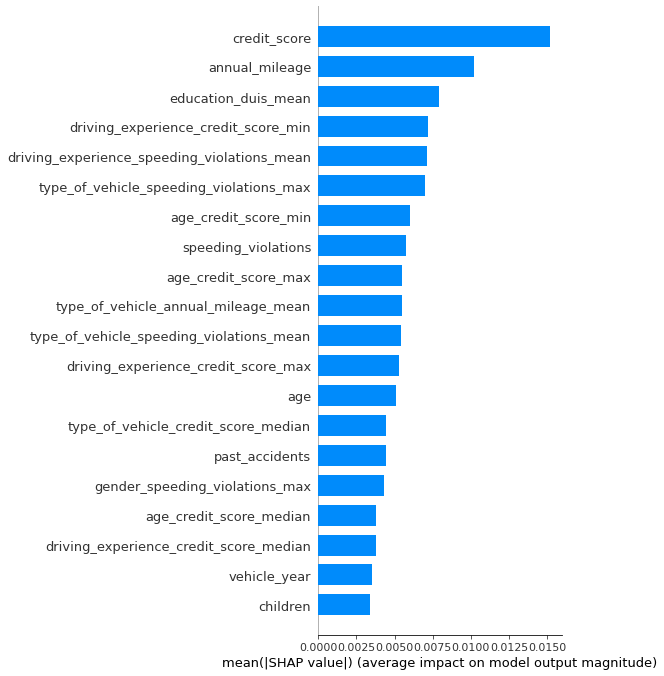 credit_score
annual_mileage
education_duis_mean
driving_experience_credit_score_min
driving_experience_speeding_violations_mean
type_of_vehicle_speeding_violations_max
age_credit_score_min
speeding_violations
age_credit_score_max
type_of_vehicle_annual_mileage_mean
type_of_vehicle_speeding_violations_mean
driving_experience_credit_score_max
age
type_of_vehicle_credit_score_median
past_accidents
gender_speeding_violations_max
age_credit_score_median
driving_experience_credit_score_median
vehicle_year
children
0.0000 0.0025 0.0050 0.0075 0.0100 0.0125 0.0150
mean(|SHAP value|) (average impact on model output magnitude)